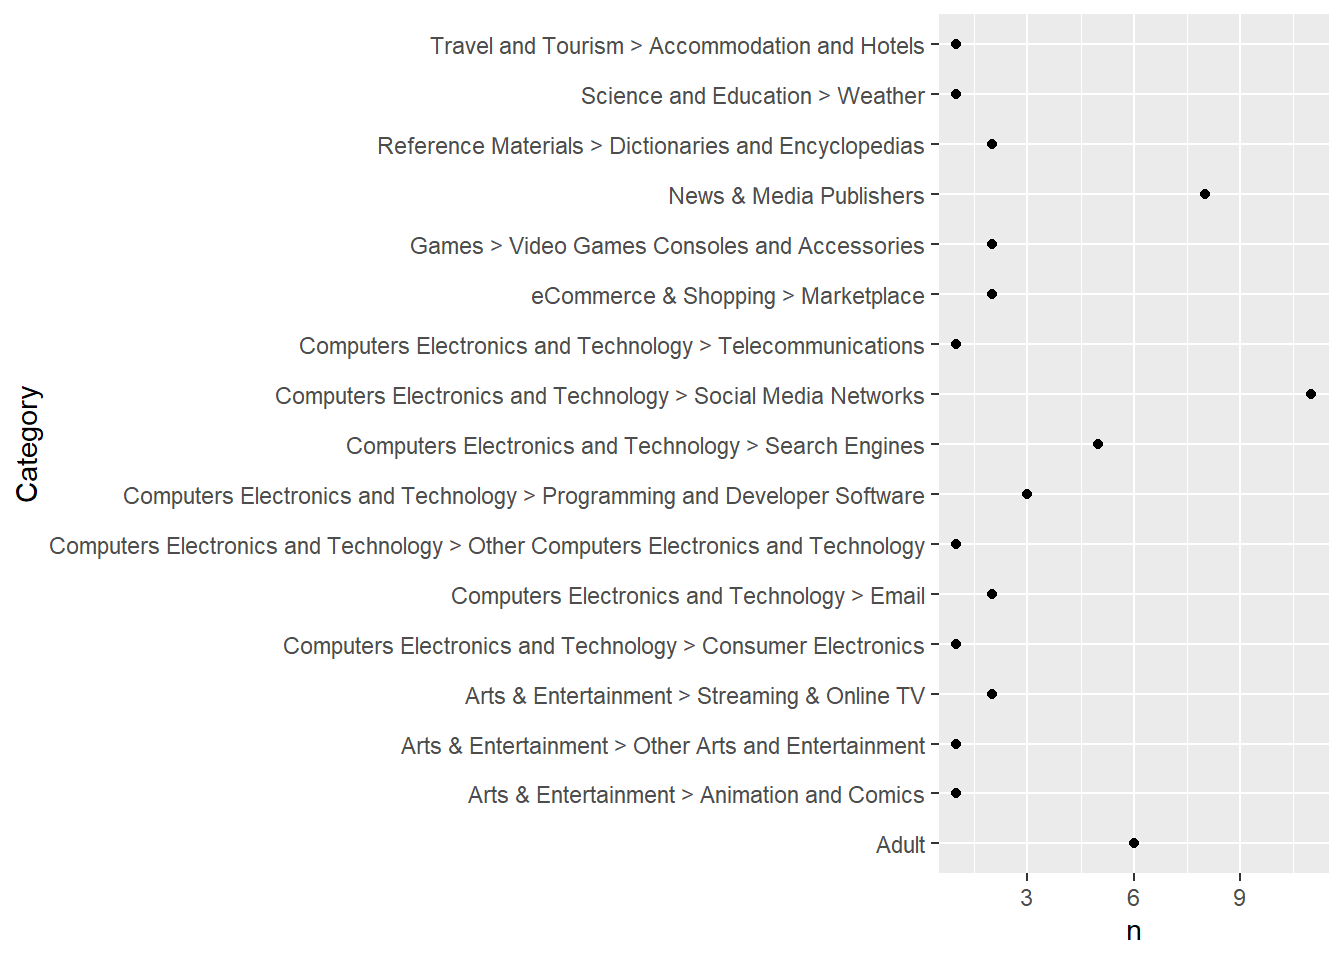 Travel and Tourism > Accommodation and Hotels
Science and Education > Weather
Reference Materials > Dictionaries and Encyclopedias
News & Media Publishers
Games > Video Games Consoles and Accessories
eCommerce & Shopping > Marketplace
Computers Electronics and Technology > Telecommunications
Computers Electronics and Technology > Social Media Networks
Computers Electronics and Technology > Search Engines
Computers Electronics and Technology > Programming and Developer Software
Computers Electronics and Technology > Other Computers Electronics and Technology
Computers Electronics and Technology > Email
Computers Electronics and Technology > Consumer Electronics
Arts & Entertainment > Streaming & Online TV
Arts & Entertainment > Other Arts and Entertainment
Arts & Entertainment > Animation and Comics
Adult
Category
3 6 9
n